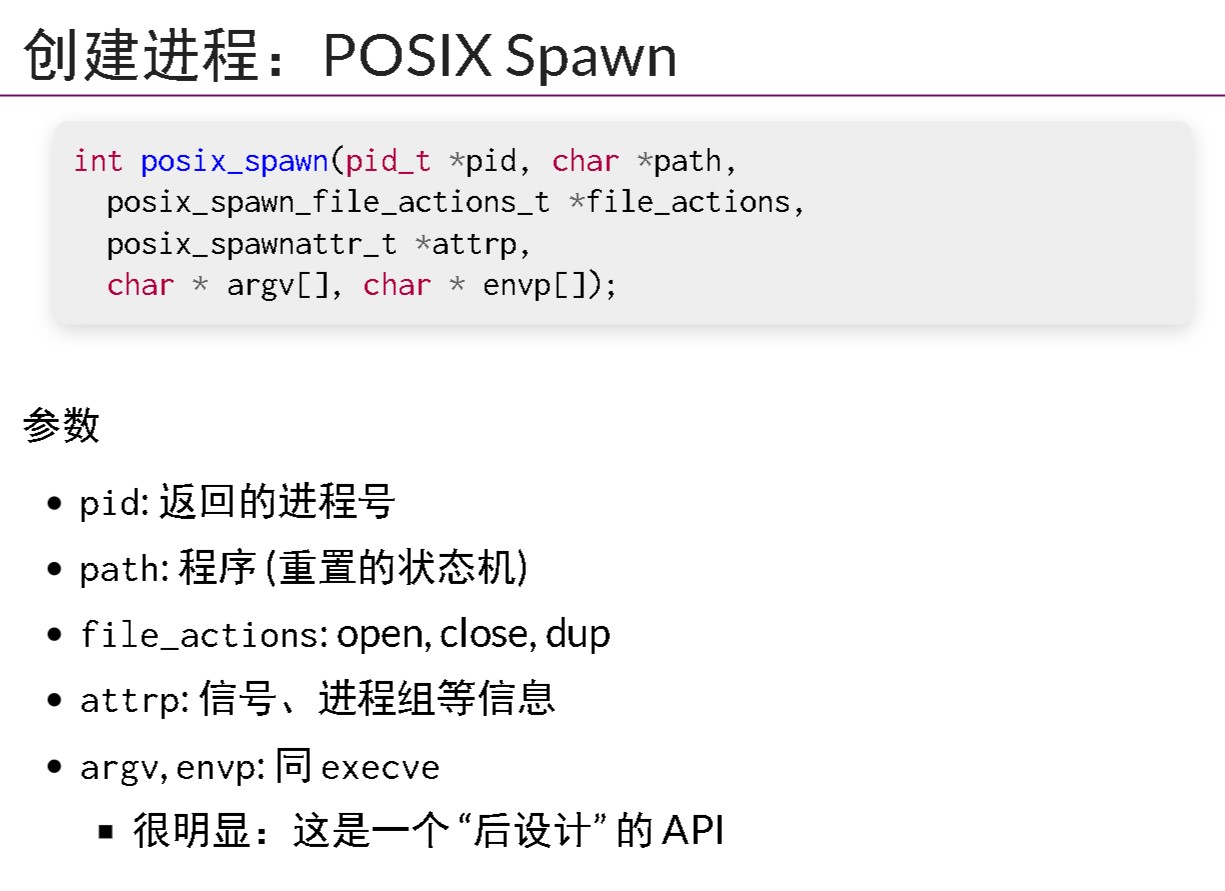 创建进程：POSIX Spawn
int posix_spawn(pid_t *pid, char *path,
posix_spawn_file_actions_t *file_actions,
posix_spawnattr_t *attrp,
char * argv[], char * envp[]);
参数
• pid: 返回的进程号
• path: 程序 (重置的状态机)
• file_actions: open, close, dup
• attrp: 信号、进程组等信息
• argv, envp: 同 execve
▪ 很明显：这是一个 “后设计” 的 API